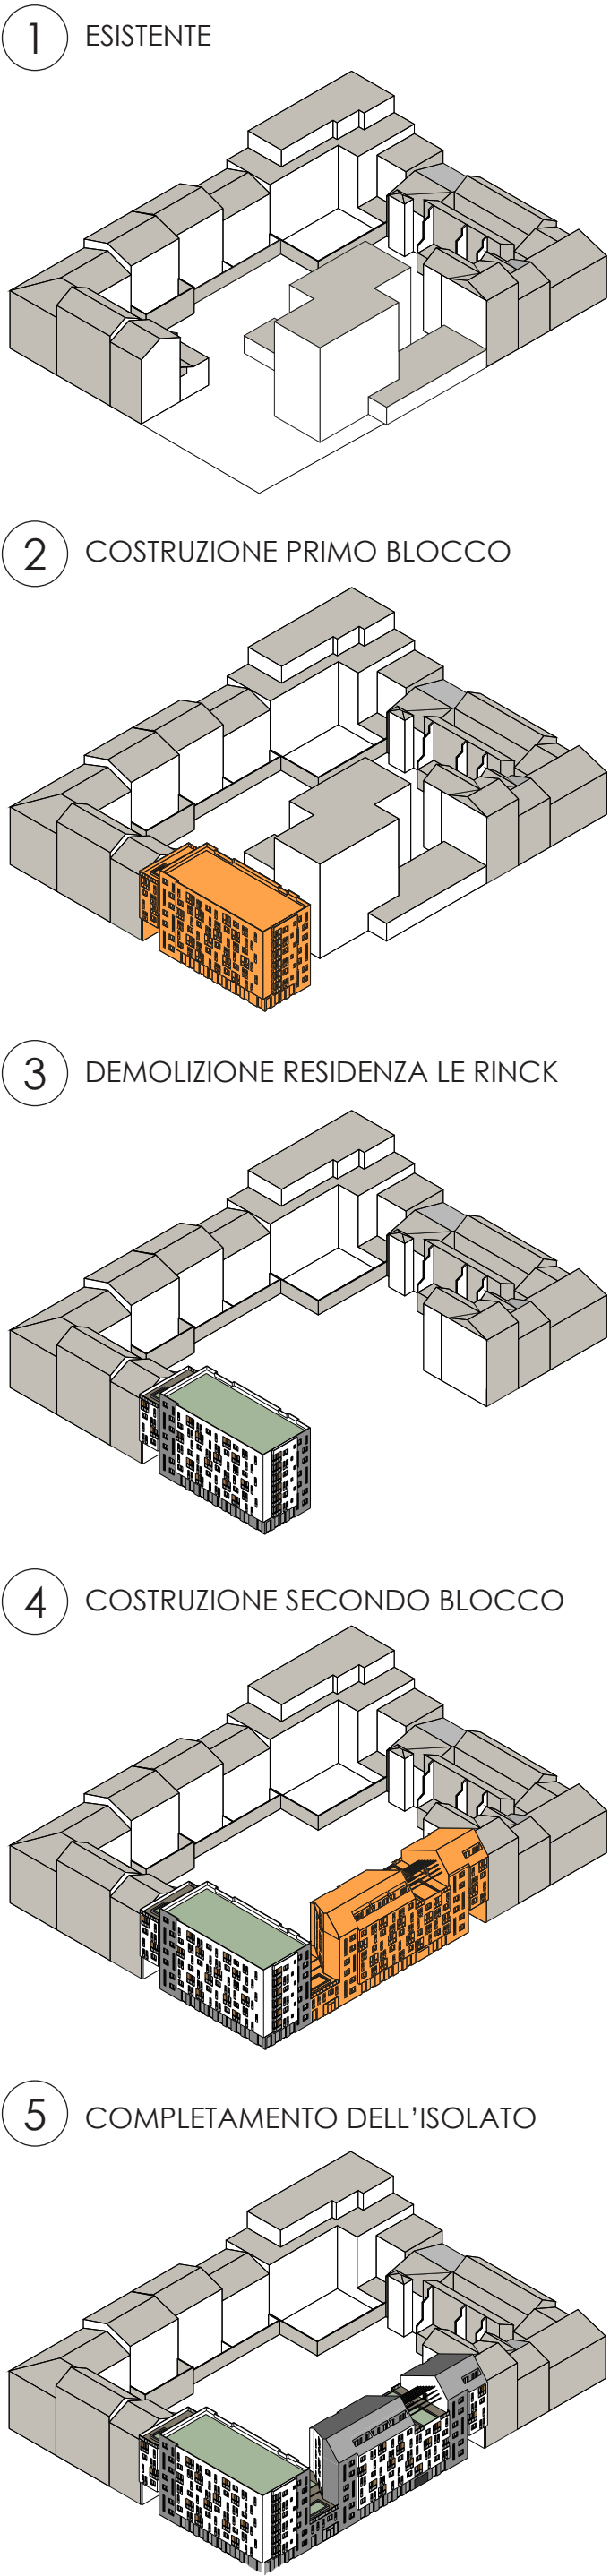 1 ESISTENTE
2 COSTRUZIONE PRIMO BLOCCO
3 DEMOLIZIONE RESIDENZA LE RINCK
4 COSTRUZIONE SECONDO BLOCCO
5 COMPLETAMENTO DELL'ISOLATO